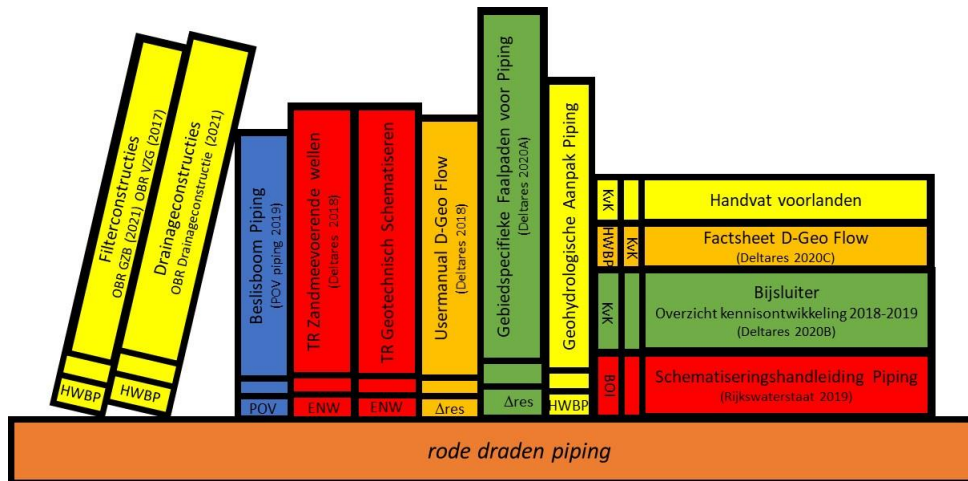 Filterconstructies
OBR GZB (2021) OBR VZG (2017)
HWBP
Drainageconstructies
OBR Drainageconstructie (2021)
HWBP
Beslisboom Piping
(POV piping 2019)
POV
TR Zandmeevoerende wellen
(Deltares 2018)
ENW
TR Geotechnisch Schematiseren
ENW
Usermanual D-Geo Flow
(Deltares 2018)
Δres
Gebiedspecifieke Faalpaden voor Piping
(Deltares 2020A)
Δres
Geohydrologische Aanpak Piping
HWBP
KvK
Handvat voorlanden
HWBP
KvK
Factsheet D-Geo Flow
(Deltares 2020C)
KvK
Bijsluiter
Overzicht kennisontwikkeling 2018-2019
(Deltares 2020B)
BOI
Schematiseringshandleiding Piping
(Rijkswaterstaat 2019)
rode draden piping